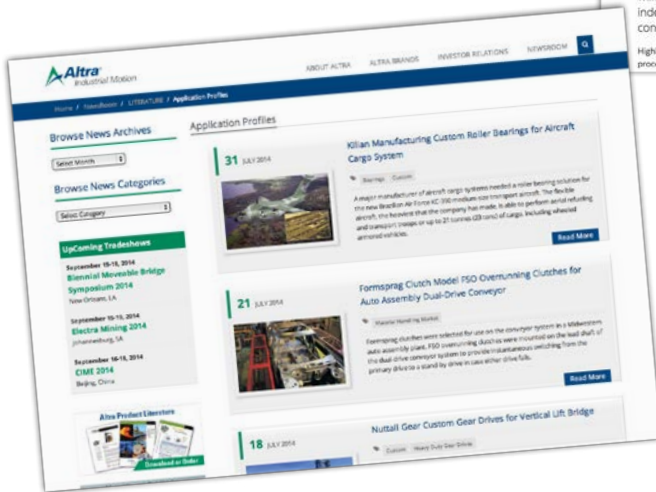 inde
con
Highl
proce
Altra
Industrial Motion
ABOUT ALTRA
ALTRA BRANDS
INVESTOR RELATIONS
NEWSROOM
Home / Newsroom / LITERATURE / Application Profiles
Browse News Archives
Select Month
Browse News Categories
Select Category
UpComing Tradeshows
September 15-18, 2014
Biennial Moveable Bridge
Symposium 2014
New Orleans, LA
September 15-19, 2014
Electra Mining 2014
Johannesburg, SA
September 16-18, 2014
CIME 2014
Beijing, China
Altra Product Literature
Download or Order
Application Profiles
31 JULY 2014
Kilian Manufacturing Custom Roller Bearings for Aircraft
Cargo System
Bearings Custom
A major manufacturer of aircraft cargo systems needed a roller bearing solution for
the new Brazilian Air Force KC-390 medium size transport aircraft. The flexible
aircraft, the heaviest that the company has made, is able to perform aerial refueling
and transport troops or up to 21 tonnes (23 tons) of cargo, including wheeled
armored vehicles.
Read More
21 JULY 2014
Formsprag Clutch Model FSO Overrunning Clutches for
Auto Assembly Dual-Drive Conveyor
Material Handling Market
Formsprag clutches were selected for use on the conveyor system in a Midwestern
auto assembly plant. FSO overrunning clutches were mounted on the lead shaft of
the dual drive conveyor system to provide instantaneous switching from the
primary drive to a stand-by drive in case either drive fails.
Read More
18 JULY 2014
Nuttall Gear Custom Gear Drives for Vertical Lift Bridge
Custom Heavy Duty Gear Drives